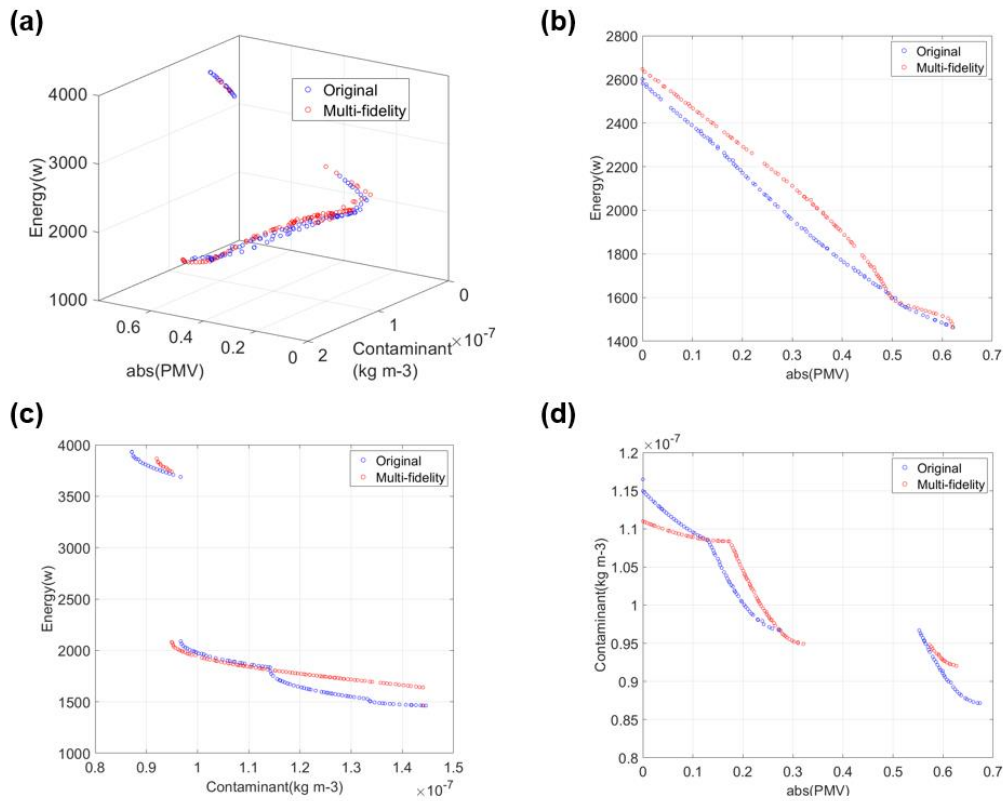 (a)
4000
3000
2000
1000
Energy(w)
Original
Multi-fidelity
0.6
0.4
0.2
0
abs(PMV)
2
1
0
×10-7
Contaminant
(kg m-3)
(b)
2800
2600
2400
2200
2000
1800
1600
1400
Energy(w)
Original
Multi-fidelity
0
0.1
0.2
0.3
0.4
0.5
0.6
0.7
abs(PMV)
(c)
4000
3500
3000
2500
2000
1500
1000
Energy(w)
Original
Multi-fidelity
0.8
0.9
1
1.1
1.2
1.3
1.4
1.5
Contaminant(kg m-3)
×10-7
(d)
×10-7
1.2
1.15
1.1
1.05
1
0.95
0.9
0.85
0.8
Contaminant(kg m-3)
Original
Multi-fidelity
0
0.1
0.2
0.3
0.4
0.5
0.6
0.7
abs(PMV)